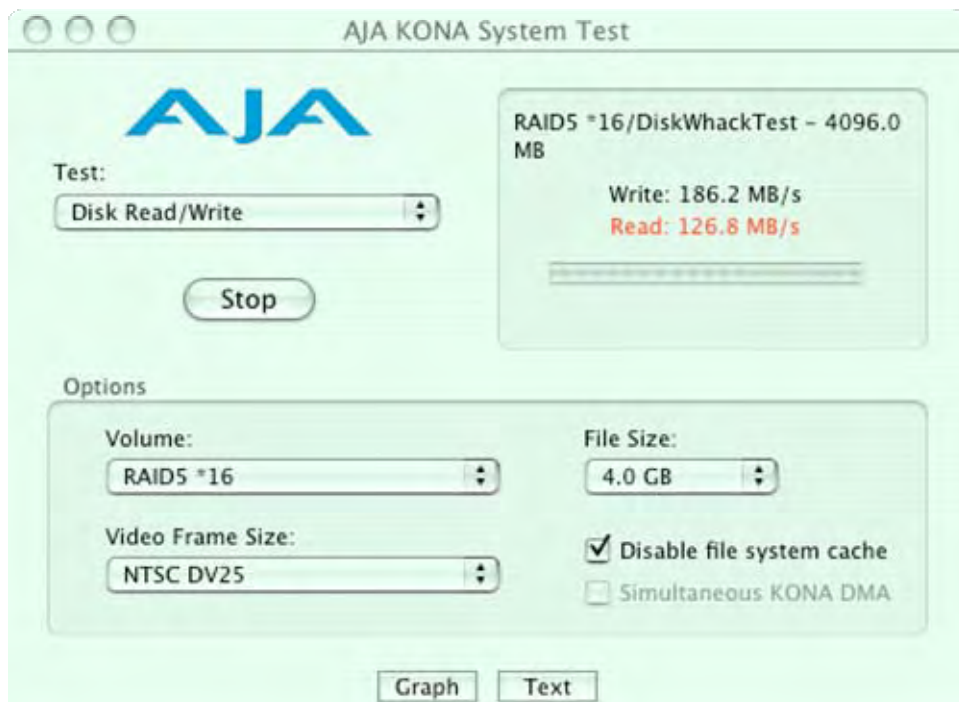 AJA KONA System Test
AJA
Test:
Disk Read/Write
Stop
RAID5 *16/DiskWhackTest – 4096.0
MB
Write: 186.2 MB/s
Read: 126.8 MB/s
Options
Volume:
RAID5 *16
Video Frame Size:
NTSC DV25
File Size:
4.0 GB
Disable file system cache
Simultaneous KONA DMA
Graph
Text